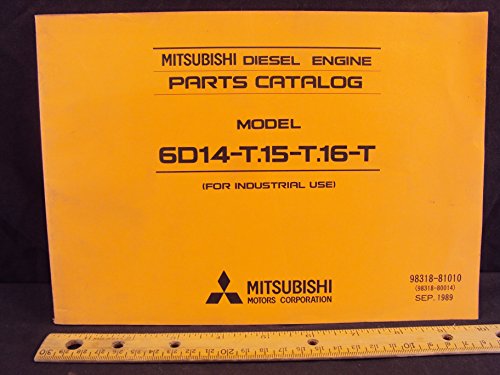 MITSUBISHI DIESEL ENGINE
PARTS CATALOG
MODEL
6D14-T.15-T.16-T
(FOR INDUSTRIAL USE)
MITSUBISHI
MOTORS CORPORATION
98318-81010
(98318-80014)
SEP. 1989